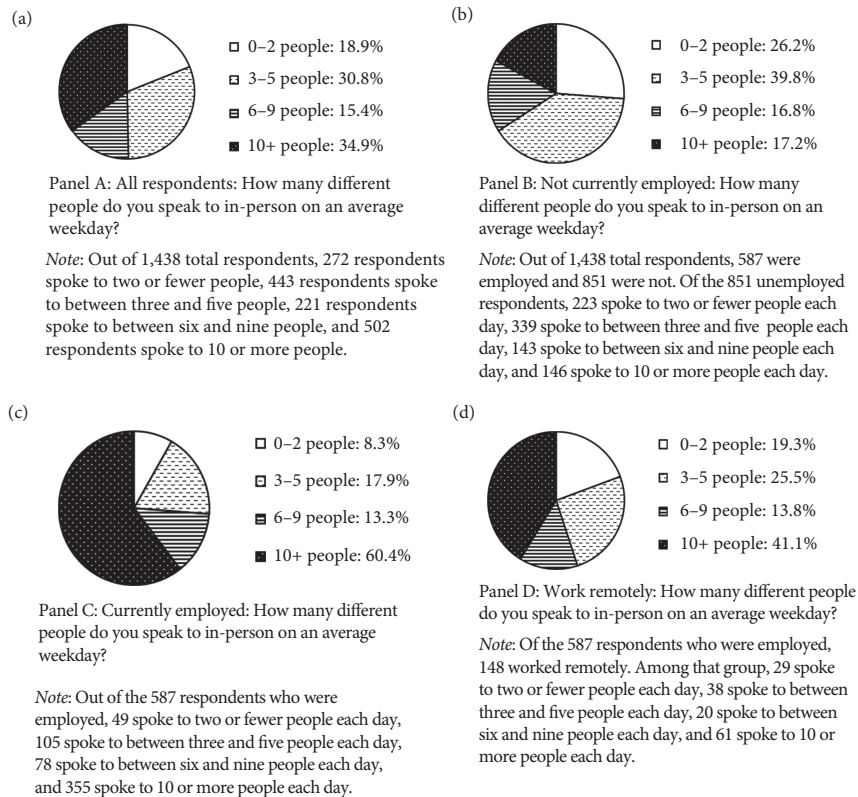 (a)
0–2 people: 18.9%
3–5 people: 30.8%
6–9 people: 15.4%
10+ people: 34.9%
Panel A: All respondents: How many different
people do you speak to in-person on an average
weekday?
Note: Out of 1,438 total respondents, 272 respondents
spoke to two or fewer people, 443 respondents spoke
to between three and five people, 221 respondents
spoke to between six and nine people, and 502
respondents spoke to 10 or more people.
(b)
0–2 people: 26.2%
3–5 people: 39.8%
6–9 people: 16.8%
10+ people: 17.2%
Panel B: Not currently employed: How many
different people do you speak to in-person on an
average weekday?
Note: Out of 1,438 total respondents, 587 were
employed and 851 were not. Of the 851 unemployed
respondents, 223 spoke to two or fewer people each
day, 339 spoke to between three and five people each
day, 143 spoke to between six and nine people each
day, and 146 spoke to 10 or more people each day.
(c)
0–2 people: 8.3%
3–5 people: 17.9%
6–9 people: 13.3%
10+ people: 60.4%
Panel C: Currently employed: How many different
people do you speak to in-person on an average
weekday?
Note: Out of the 587 respondents who were
employed, 49 spoke to two or fewer people each day,
105 spoke to between three and five people each day,
78 spoke to between six and nine people each day,
and 355 spoke to 10 or more people each day.
(d)
0–2 people: 19.3%
3–5 people: 25.5%
6–9 people: 13.8%
10+ people: 41.1%
Panel D: Work remotely: How many different people
do you speak to in-person on an average weekday?
Note: Of the 587 respondents who were employed,
148 worked remotely. Among that group, 29 spoke
to two or fewer people each day, 38 spoke to between
three and five people each day, 20 spoke to between
six and nine people each day, and 61 spoke to 10 or
more people each day.